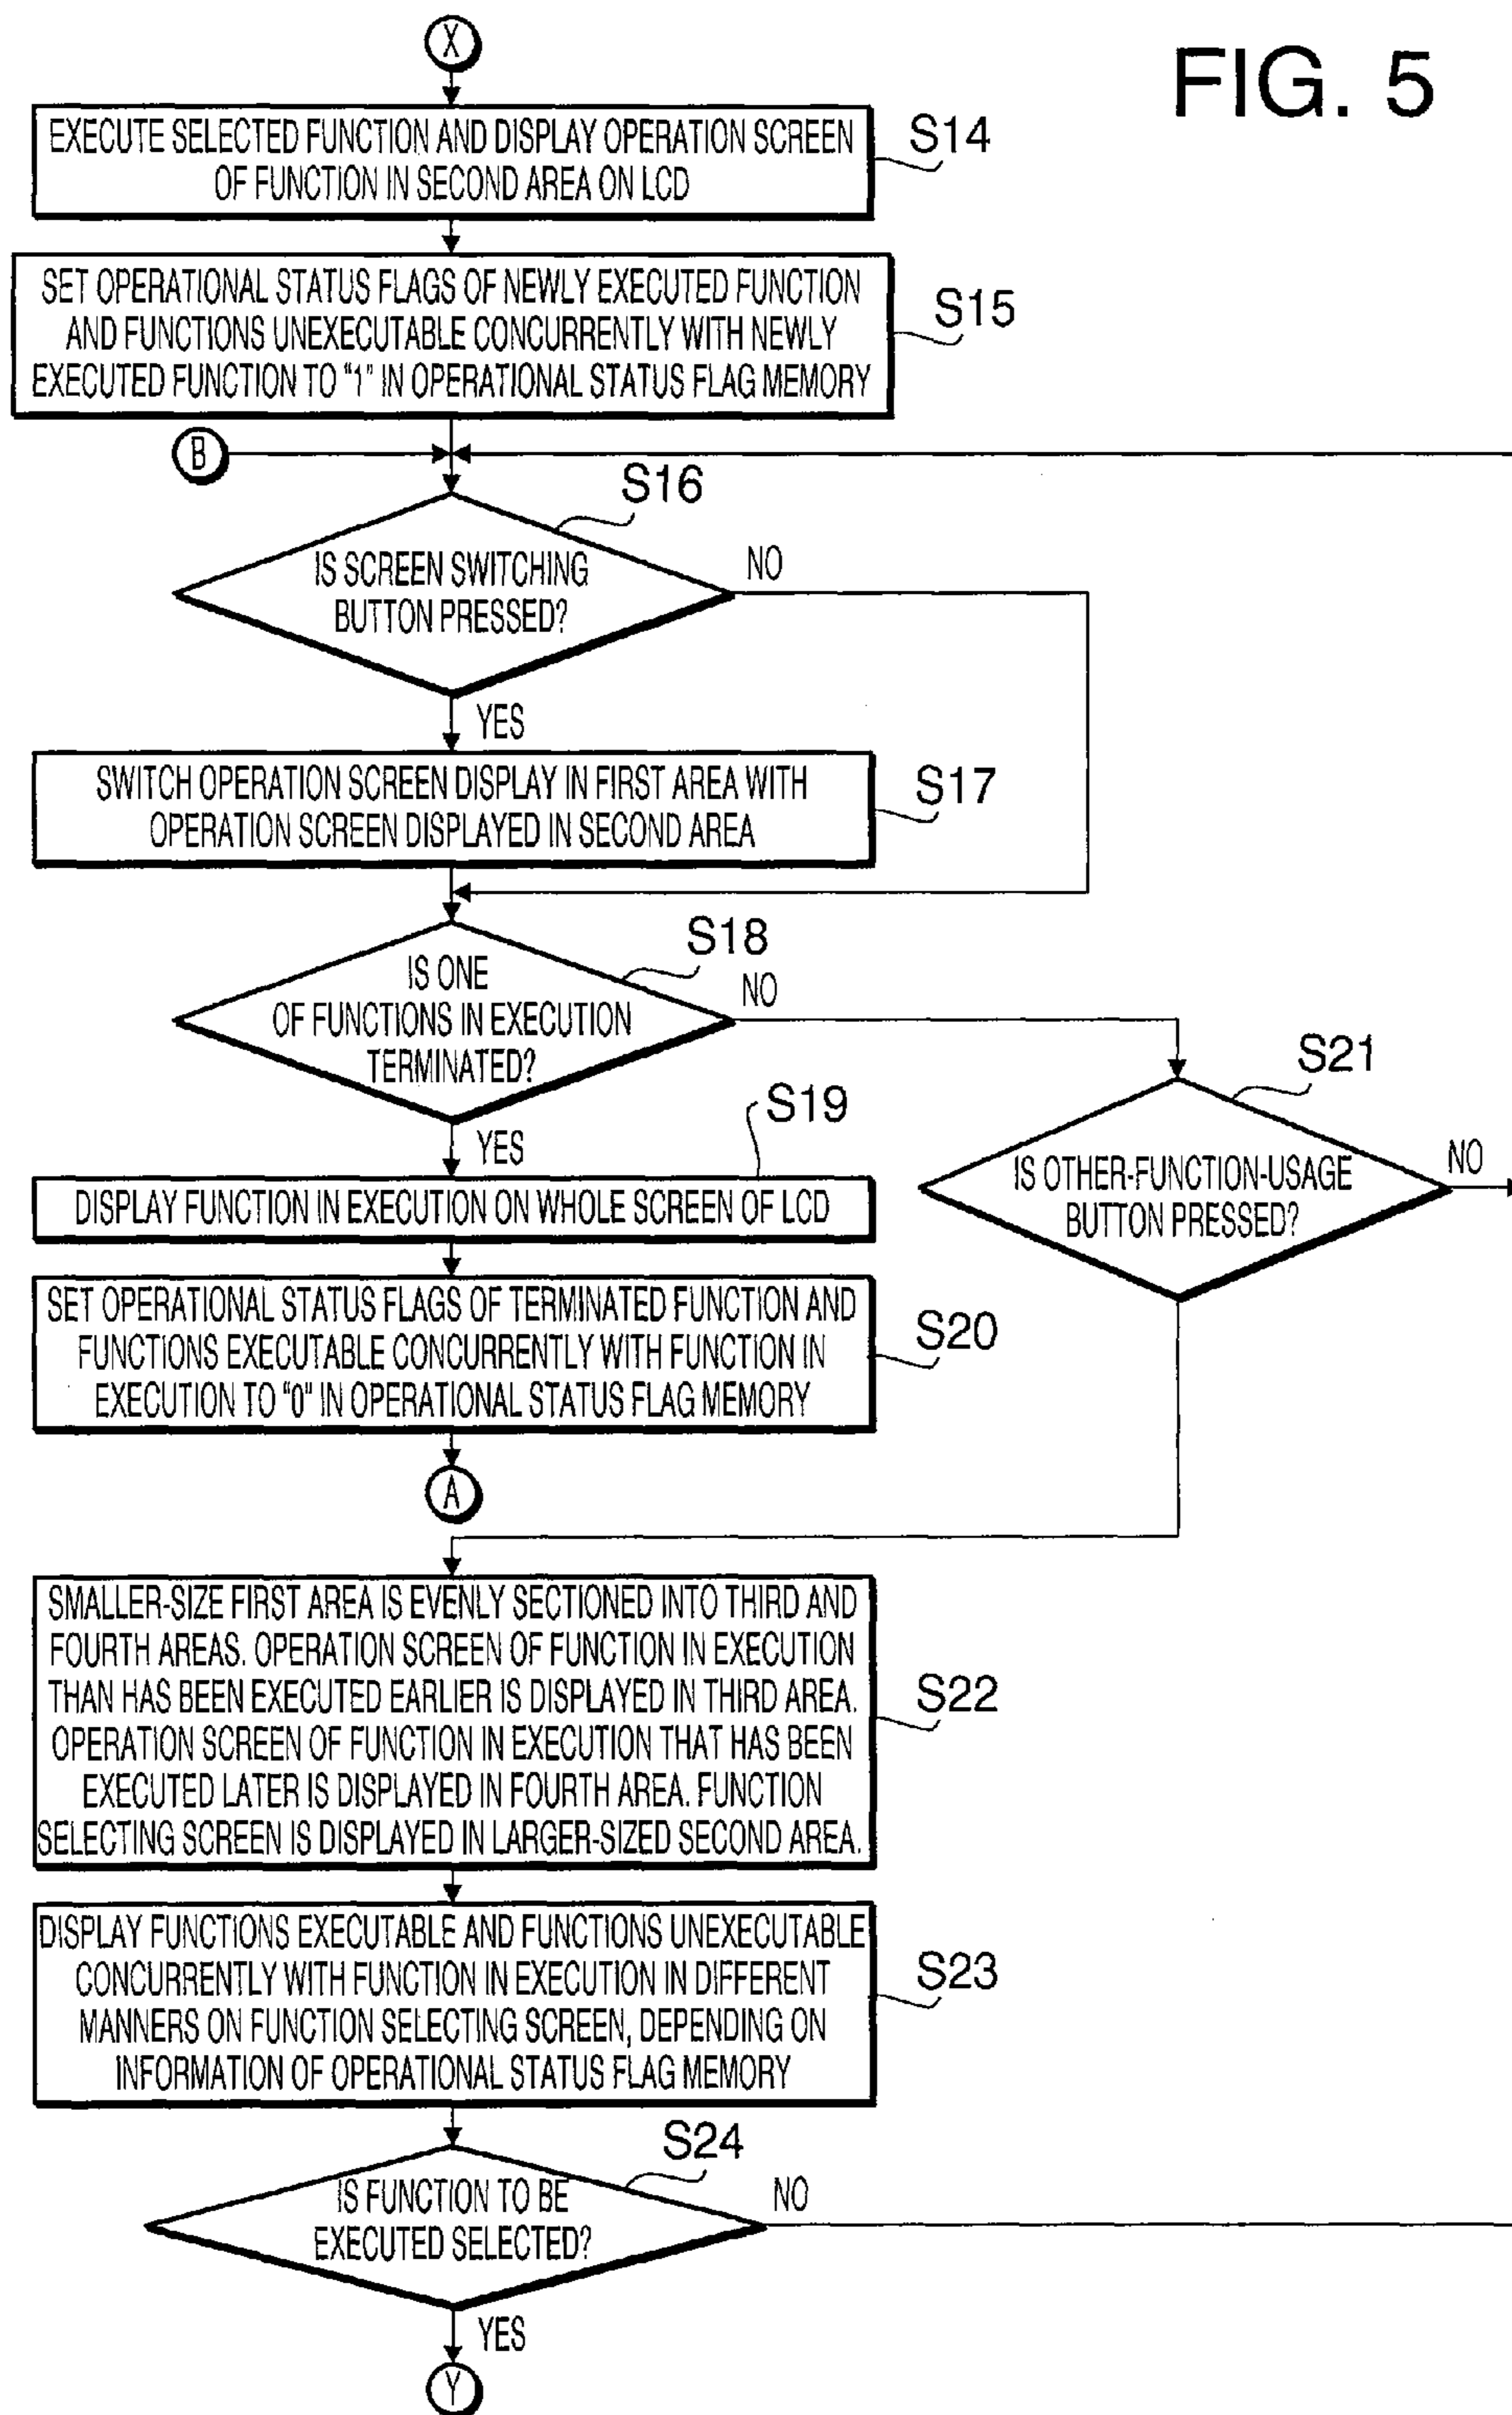 FIG. 5
X
EXECUTE SELECTED FUNCTION AND DISPLAY OPERATION SCREEN
OF FUNCTION IN SECOND AREA ON LCD
S14
SET OPERATIONAL STATUS FLAGS OF NEWLY EXECUTED FUNCTION
AND FUNCTIONS UNEXECUTABLE CONCURRENTLY WITH NEWLY
EXECUTED FUNCTION TO "1" IN OPERATIONAL STATUS FLAG MEMORY
S15
B
S16
IS SCREEN SWITCHING
BUTTON PRESSED?
NO
YES
SWITCH OPERATION SCREEN DISPLAY IN FIRST AREA WITH
OPERATION SCREEN DISPLAYED IN SECOND AREA
S17
S18
IS ONE
OF FUNCTIONS IN EXECUTION
TERMINATED?
NO
YES
S21
IS OTHER-FUNCTION-USAGE
BUTTON PRESSED?
NO
S19
DISPLAY FUNCTION IN EXECUTION ON WHOLE SCREEN OF LCD
SET OPERATIONAL STATUS FLAGS OF TERMINATED FUNCTION AND
FUNCTIONS EXECUTABLE CONCURRENTLY WITH FUNCTION IN
EXECUTION TO "0" IN OPERATIONAL STATUS FLAG MEMORY
S20
A
SMALLER-SIZE FIRST AREA IS EVENLY SECTIONED INTO THIRD AND
FOURTH AREAS. OPERATION SCREEN OF FUNCTION IN EXECUTION
THAN HAS BEEN EXECUTED EARLIER IS DISPLAYED IN THIRD AREA.
OPERATION SCREEN OF FUNCTION IN EXECUTION THAT HAS BEEN
EXECUTED LATER IS DISPLAYED IN FOURTH AREA. FUNCTION
SELECTING SCREEN IS DISPLAYED IN LARGER-SIZED SECOND AREA.
S22
DISPLAY FUNCTIONS EXECUTABLE AND FUNCTIONS UNEXECUTABLE
CONCURRENTLY WITH FUNCTION IN EXECUTION IN DIFFERENT
MANNERS ON FUNCTION SELECTING SCREEN, DEPENDING ON
INFORMATION OF OPERATIONAL STATUS FLAG MEMORY
S23
S24
IS FUNCTION TO BE
EXECUTED SELECTED?
NO
YES
Y